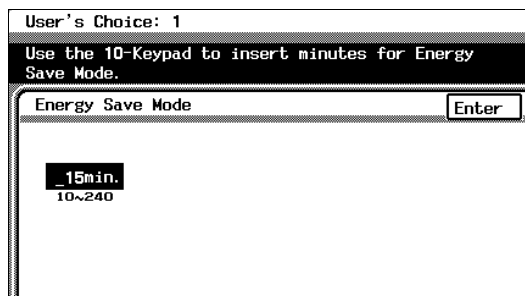 User's Choice: 1
Use the 10-Keypad to insert minutes for Energy
Save Mode.
Energy Save Mode
Enter
_15min.
10~240